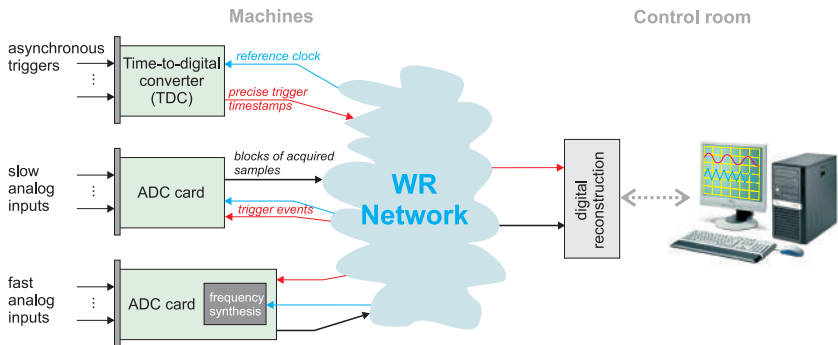 Machines
Control room
asynchronous
triggers
Time-to-digital
converter
(TDC)
reference clock
precise trigger
timestamps
slow
analog
inputs
ADC card
blocks of acquired
samples
trigger events
WR
Network
digital
reconstruction
fast
analog
inputs
ADC card
frequency
synthesis